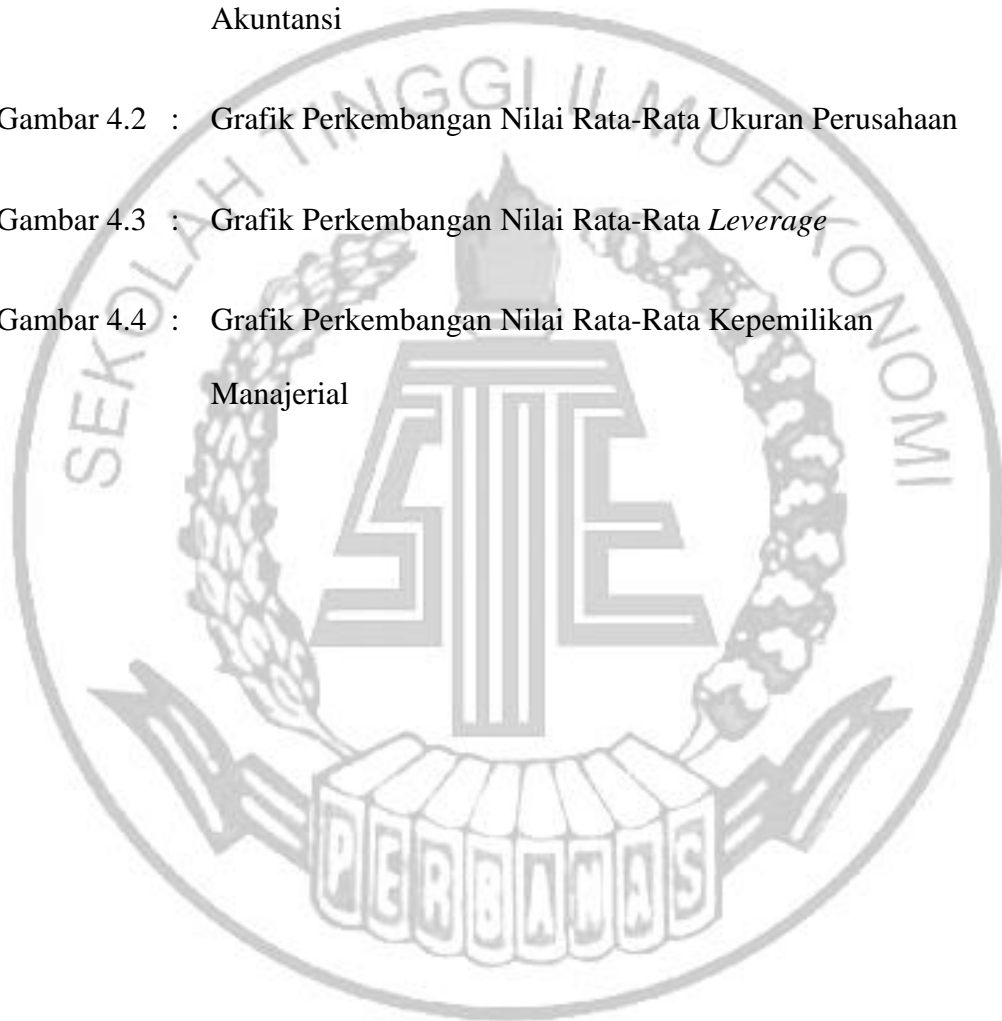 Akuntansi
Gambar 4.2 : Grafik Perkembangan Nilai Rata-Rata Ukuran Perusahaan
Gambar 4.3 : Grafik Perkembangan Nilai Rata-Rata Leverage
Gambar 4.4 : Grafik Perkembangan Nilai Rata-Rata Kepemilikan
Manajerial
SEKOLAH TINGGI ILMU EKONOMI
STIE
PERBANAS